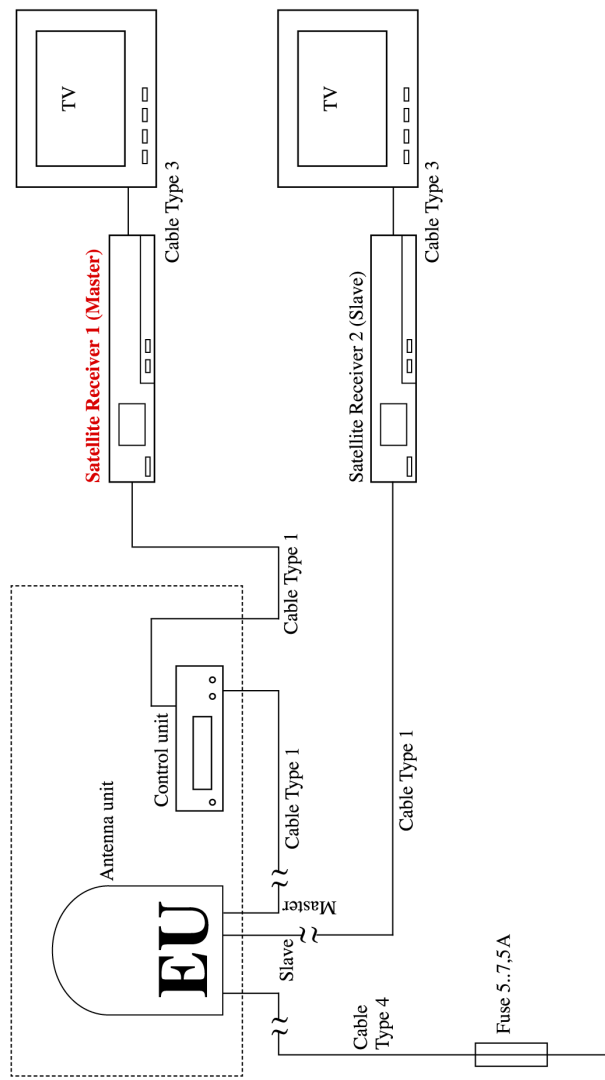 TV
TV
Cable Type 3
Cable Type 3
Satellite Receiver 1 (Master)
Satellite Receiver 2 (Slave)
Cable Type 1
Control unit
Cable Type 1
Cable Type 1
Antenna unit
EU
Master
Slave
Cable
Type 4
Fuse 5..7,5 A